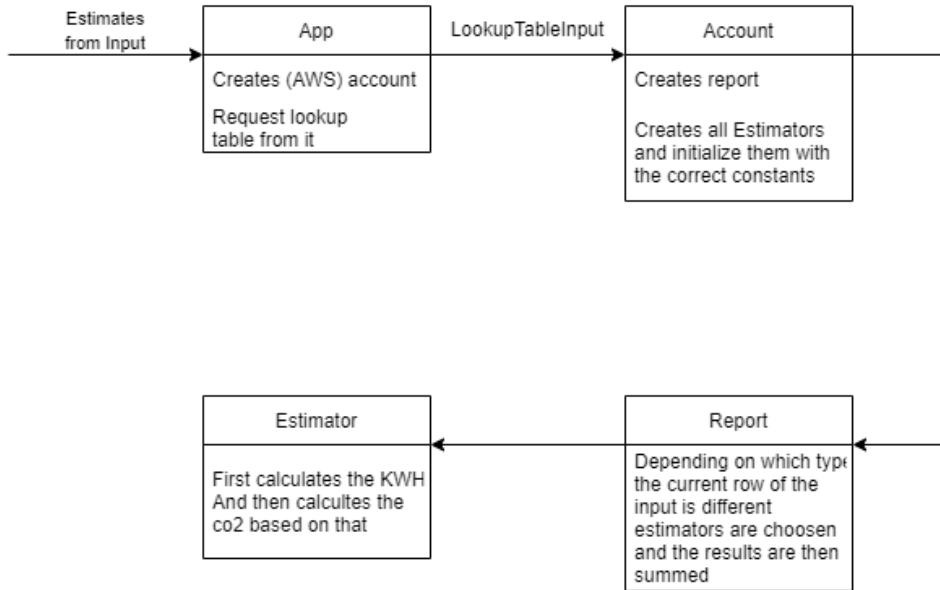 Estimates
from Input
App
LookupTableInput
Account
Creates (AWS) account
Request lookup
table from it
Creates report
Creates all Estimators
and initialize them with
the correct constants
Estimator
Report
First calculates the KWH
And then calcultes the
co2 based on that
Depending on which type
the current row of the
input is different
estimators are choosen
and the results are then
summed